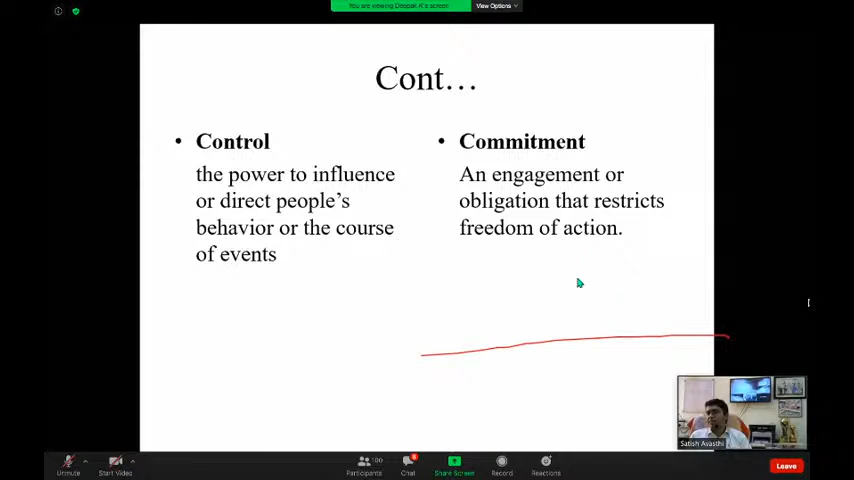 You are viewing Deepak K's screen
View Options
Cont…
• Control
the power to influence
or direct people's
behavior or the course
of events
• Commitment
An engagement or
obligation that restricts
freedom of action.
Satish Avasthi
Unmute
Start Video
100
Participants
Chat
Share Screen
Record
Reactions
Leave